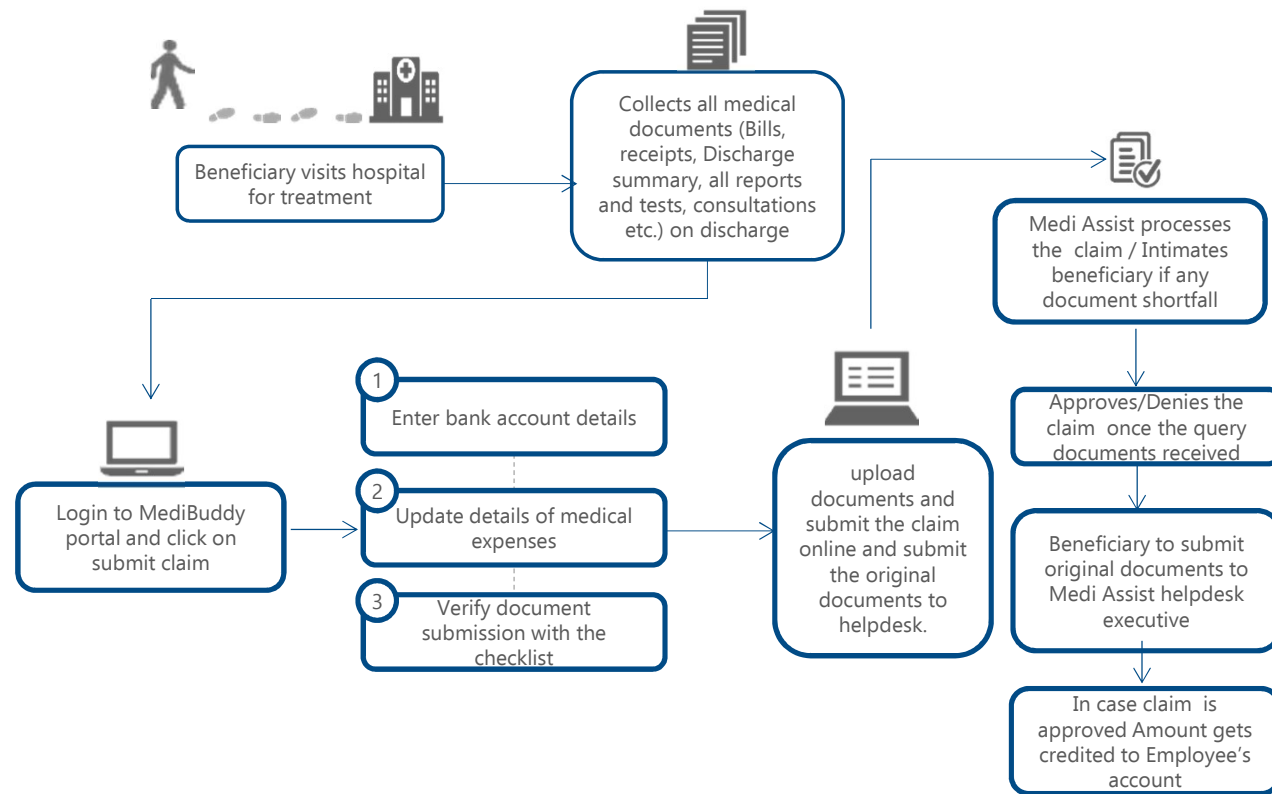 Beneficiary visits hospital
for treatment
Collects all medical
documents (Bills,
receipts, Discharge
summary, all reports
and tests, consultations
etc.) on discharge
Login to MediBuddy
portal and click on
submit claim
1
Enter bank account details
2
Update details of medical
expenses
3
Verify document
submission with the
checklist
upload
documents and
submit the claim
online and submit
the original
documents to
helpdesk.
Medi Assist processes
the claim / Intimates
beneficiary if any
document shortfall
Approves/Denies the
claim once the query
documents received
Beneficiary to submit
original documents to
Medi Assist helpdesk
executive
In case claim is
approved Amount gets
credited to Employee’s
account